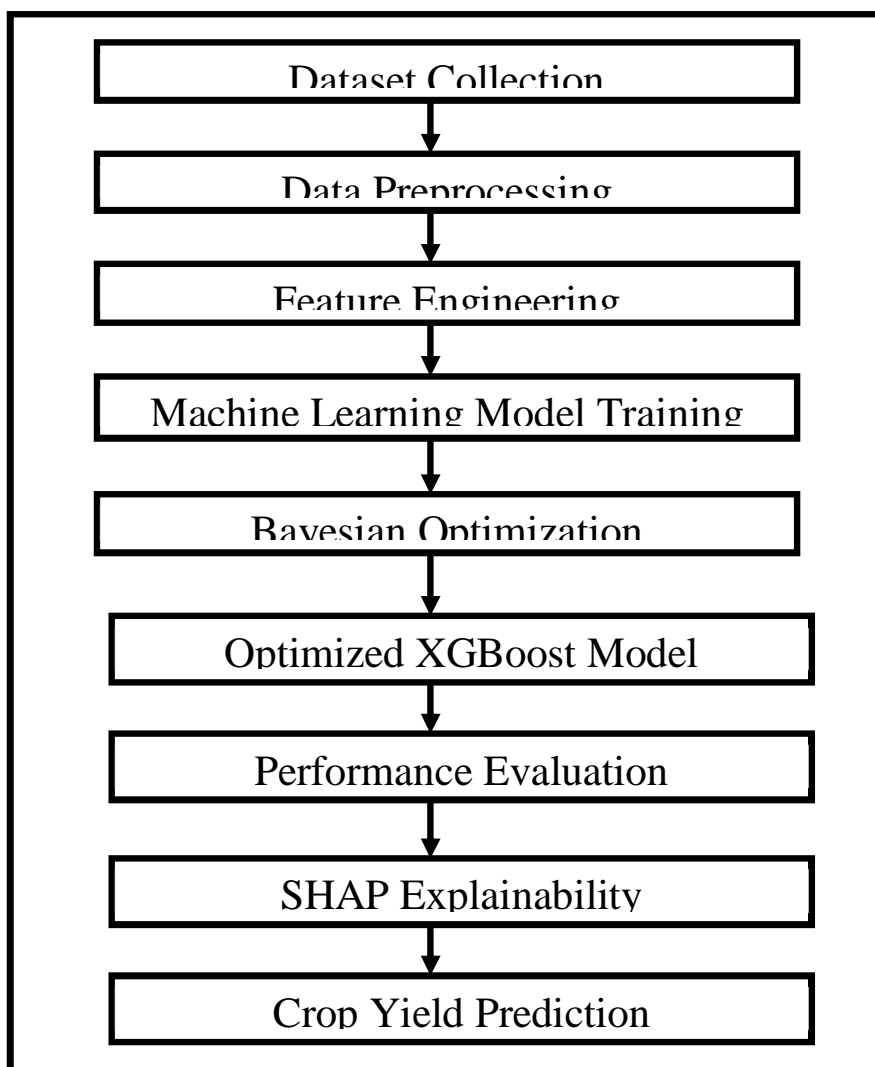 Dataset Collection
Data Preprocessing
Feature Engineering
Machine Learning Model Training
Bayesian Optimization
Optimized XGBoost Model
Performance Evaluation
SHAP Explainability
Crop Yield Prediction